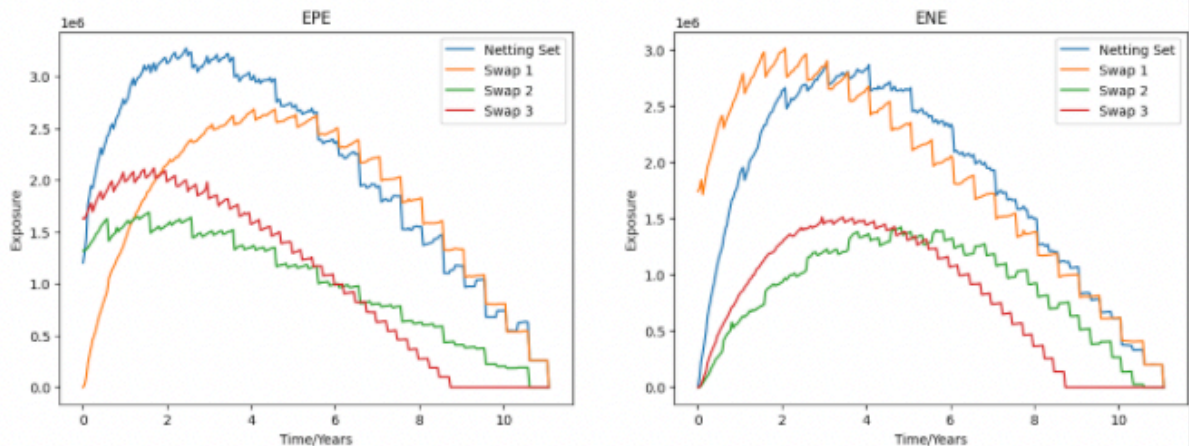 EPE
1e6
Netting Set
Swap 1
Swap 2
Swap 3
Exposure
3.0
2.5
2.0
1.5
1.0
0.5
0.0
0 2 4 6 8 10
Time/Years
ENE
1e6
Netting Set
Swap 1
Swap 2
Swap 3
Exposure
3.0
2.5
2.0
1.5
1.0
0.5
0.0
0 2 4 6 8 10
Time/Years